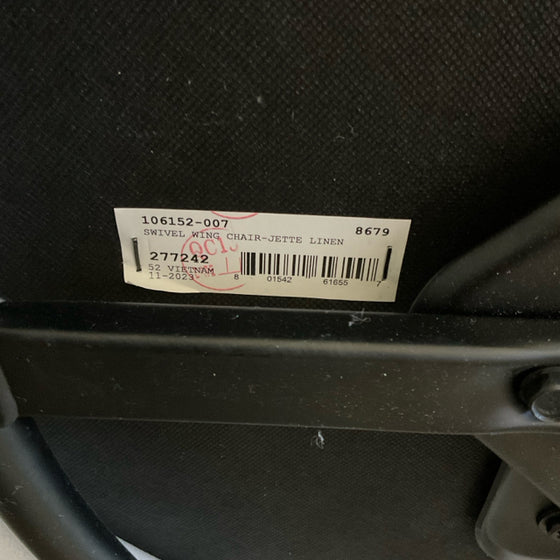 106152-007 8679
SWIVEL WING CHAIR-JETTE LINEN
277242
52 VIETNAM
11-2023
8 01542 61655 7